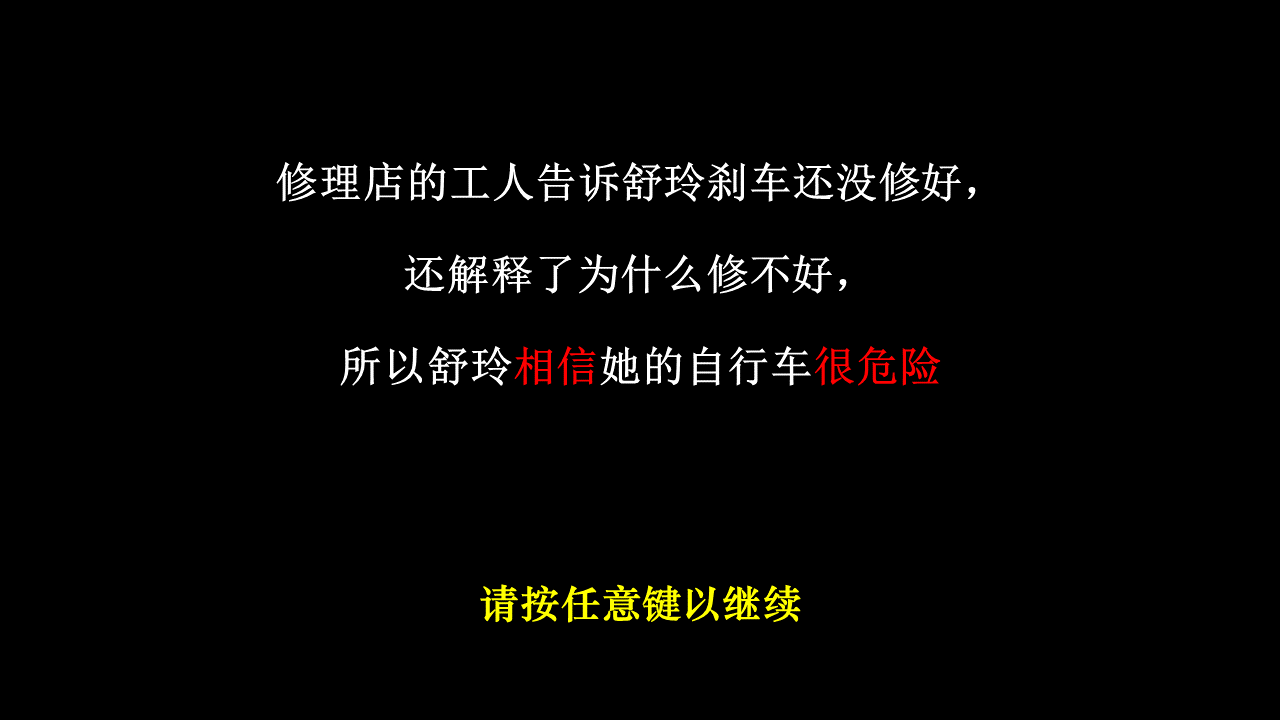 修理店的工人告诉舒玲刹车还没修好，
还解释了为什么修不好，
所以舒玲相信她的自行车很危险
请按任意键以继续